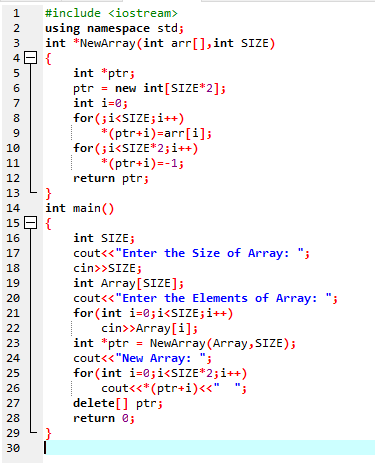 1 #include <iostream>
2 using namespace std;
3 int *NewArray(int arr[],int SIZE)
4 {
5 int *ptr;
6 ptr = new int[SIZE*2];
7 int i=0;
8 for(;i<SIZE;i++)
9 *(ptr+i)=arr[i];
10 for(;i<SIZE*2;i++)
11 *(ptr+i)=-1;
12 return ptr;
13 }
14 int main()
15 {
16 int SIZE;
17 cout<<"Enter the Size of Array: ";
18 cin>>SIZE;
19 int Array[SIZE];
20 cout<<"Enter the Elements of Array: ";
21 for(int i=0;i<SIZE;i++)
22 cin>>Array[i];
23 int *ptr = NewArray(Array,SIZE);
24 cout<<"New Array: ";
25 for(int i=0;i<SIZE*2;i++)
26 cout<<*(ptr+i)<<"  ";
27 delete[] ptr;
28 return 0;
29 }
30